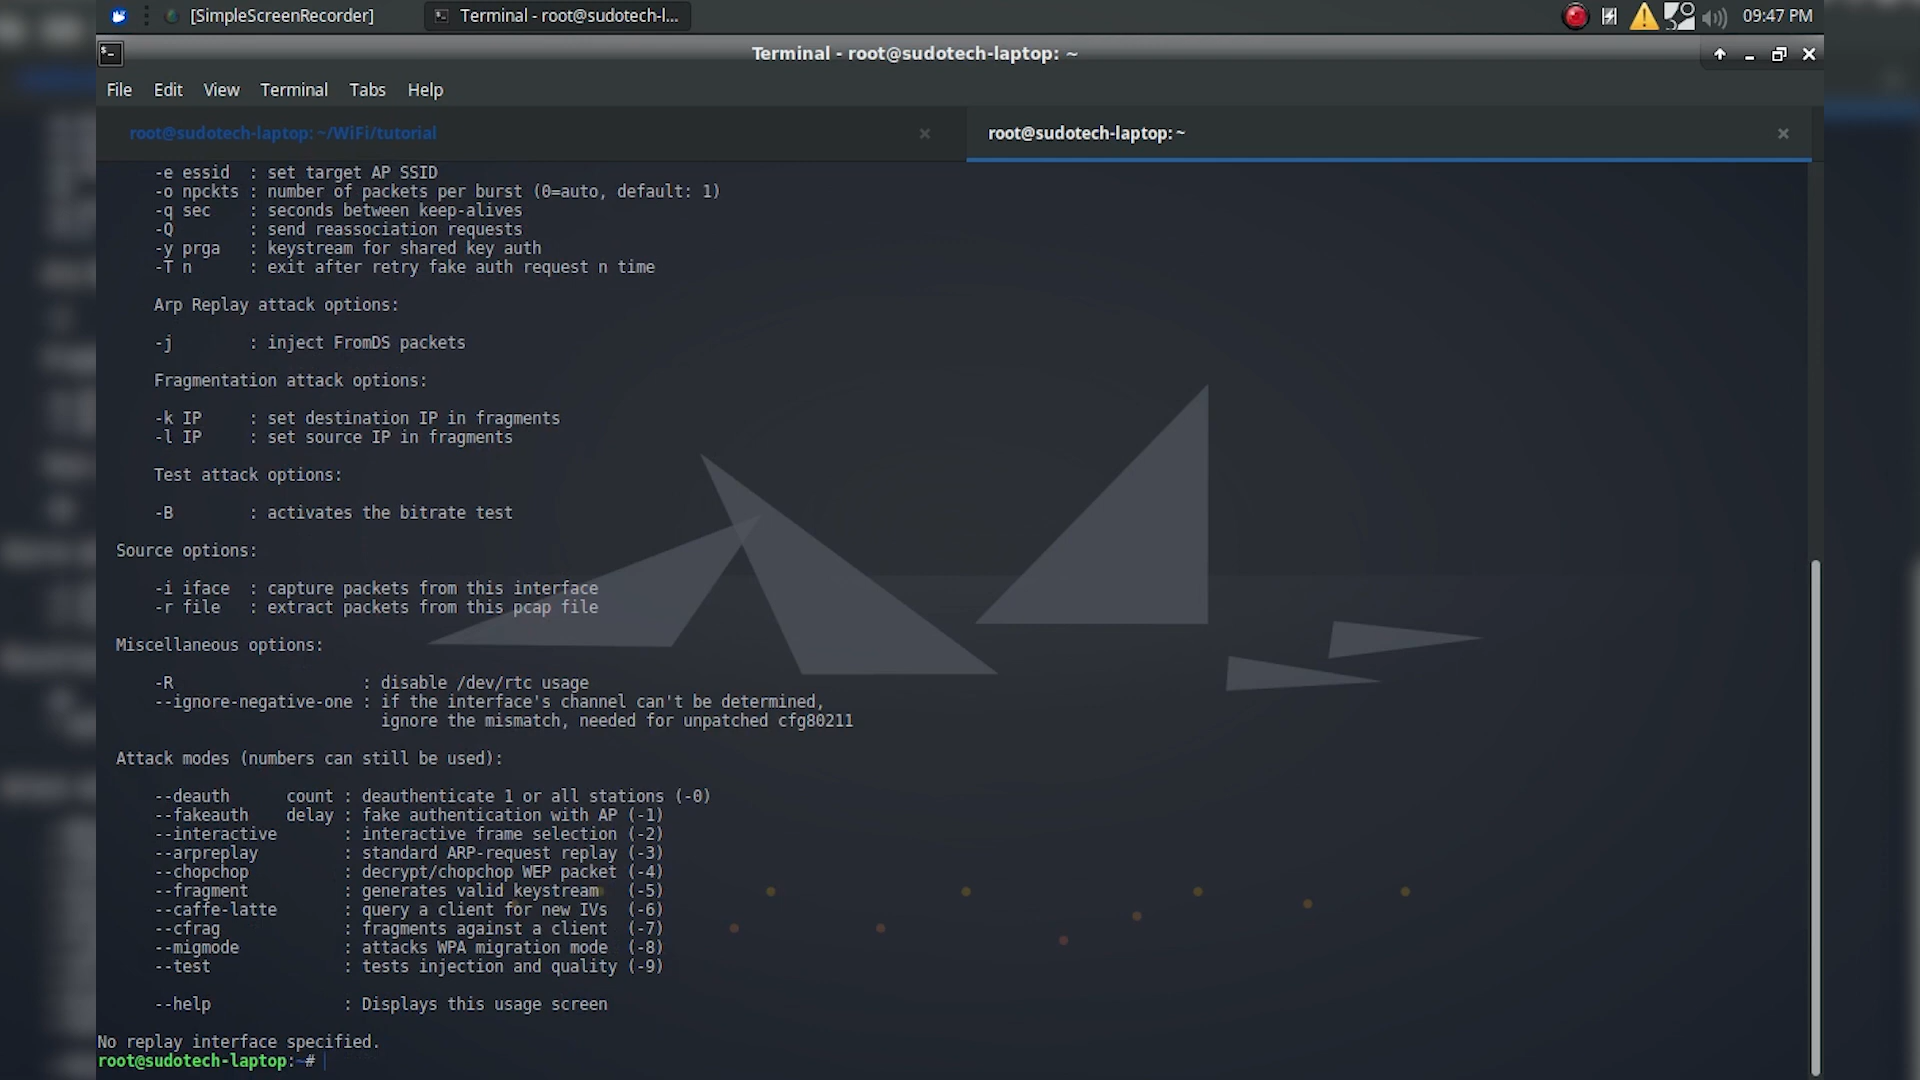 [SimpleScreenRecorder]
Terminal - root@sudotech-l...
09:47 PM
Terminal - root@sudotech-laptop: ~
File Edit View Terminal Tabs Help
root@sudotech-laptop: ~/WiFi/tutorial
root@sudotech-laptop: ~
-e essid : set target AP SSID
-o npckts : number of packets per burst (0=auto, default: 1)
-q sec : seconds between keep-alives
-Q : send reassociation requests
-y prga : keystream for shared key auth
-T n : exit after retry fake auth request n time
Arp Replay attack options:
-j : inject FromDS packets
Fragmentation attack options:
-k IP : set destination IP in fragments
-l IP : set source IP in fragments
Test attack options:
-B : activates the bitrate test
Source options:
-i iface : capture packets from this interface
-r file : extract packets from this pcap file
Miscellaneous options:
-R : disable /dev/rtc usage
--ignore-negative-one : if the interface's channel can't be determined,
ignore the mismatch, needed for unpatched cfg80211
Attack modes (numbers can still be used):
--deauth count : deauthenticate 1 or all stations (-0)
--fakeauth delay : fake authentication with AP (-1)
--interactive : interactive frame selection (-2)
--arpreplay : standard ARP-request replay (-3)
--chopchop : decrypt/chopchop WEP packet (-4)
--fragment : generates valid keystream (-5)
--caffe-latte : query a client for new IVs (-6)
--cfrag : fragments against a client (-7)
--migmode : attacks WPA migration mode (-8)
--test : tests injection and quality (-9)
--help : Displays this usage screen
No replay interface specified.
root@sudotech-laptop:~#